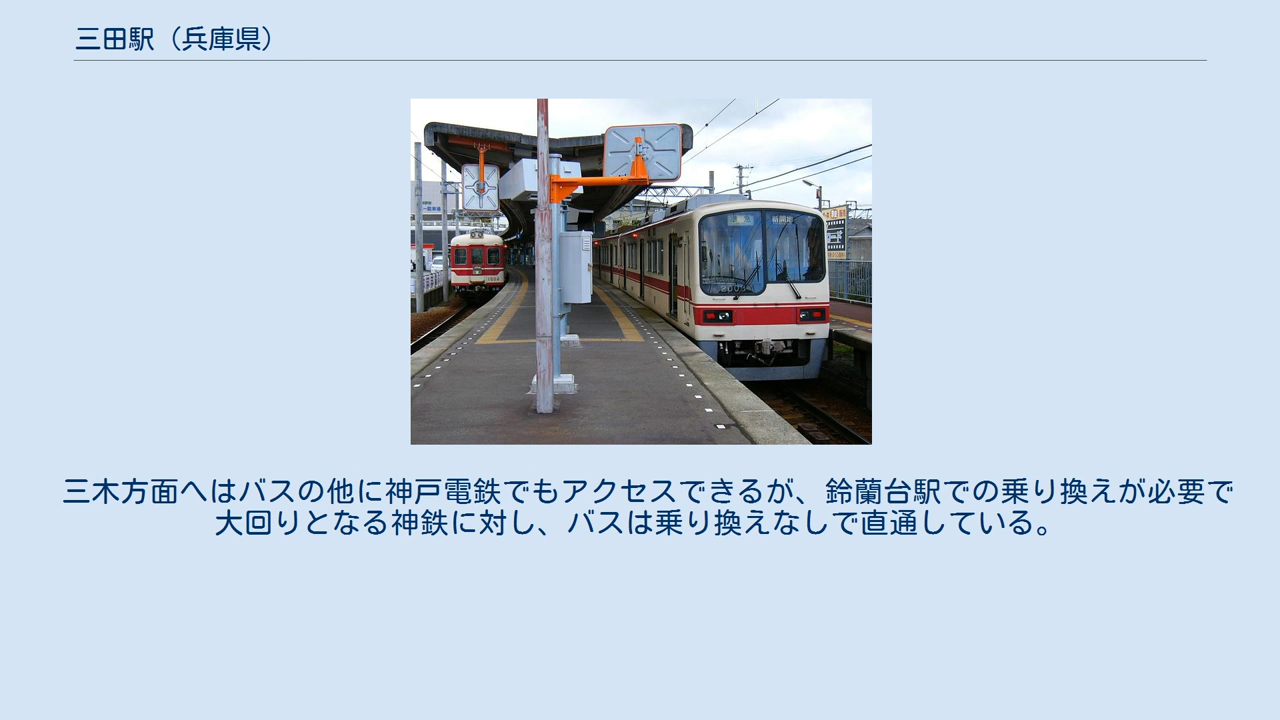 三田駅（兵庫県）
新開地
三木方面へはバスの他に神戸電鉄でもアクセスできるが、鈴蘭台駅での乗り換えが必要で
大回りとなる神鉄に対し、バスは乗り換えなしで直通している。